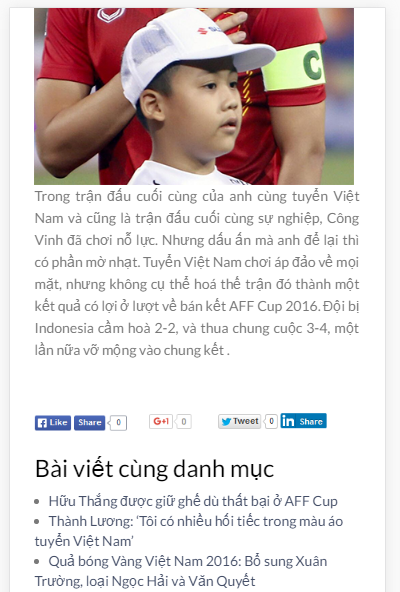 C
Trong trận đấu cuối cùng của anh cùng tuyển Việt
Nam và cũng là trận đấu cuối cùng sự nghiệp, Công
Vinh đã chơi nỗ lực. Nhưng dấu ấn mà anh để lại thì
có phần mờ nhạt. Tuyển Việt Nam chơi áp đảo về mọi
mặt, nhưng không cụ thể hoá thế trận đó thành một
kết quả có lợi ở lượt về bán kết AFF Cup 2016. Đội bị
Indonesia cầm hoà 2-2, và thua chung cuộc 3-4, một
lần nữa vỡ mộng vào chung kết .
Like Share 0 G+1 0 Tweet 0 in Share
Bài viết cùng danh mục
Hữu Thắng được giữ ghế dù thất bại ở AFF Cup
Thành Lương: ‘Tôi có nhiều hối tiếc trong màu áo
tuyển Việt Nam’
Quả bóng Vàng Việt Nam 2016: Bổ sung Xuân
Trường, loại Ngọc Hải và Văn Quyết